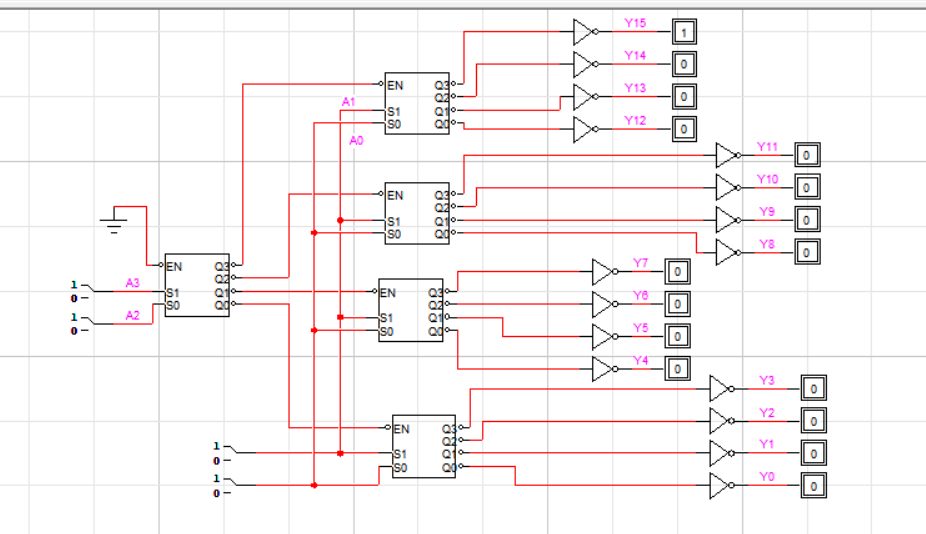 Y15 1
Y14 0
EN Q3
Q2
Y13 0
A1 S1 Q1
S0 Q0
Y12 0
A0
Y11 0
EN Q3
Q2
Y10 0
S1 Q1
Y9 0
S0 Q0
Y8 0
EN Q3
Q2
A3 S1 Q1
A2 S0 Q0
1
0
1
0
Y7 0
EN Q3
Q2
Y6 0
S1 Q1
Y5 0
S0 Q0
Y4 0
Y3 0
EN Q3
Q2
Y2 0
1
0
S1 Q1
Y1 0
S0 Q0
1
0
Y0 0